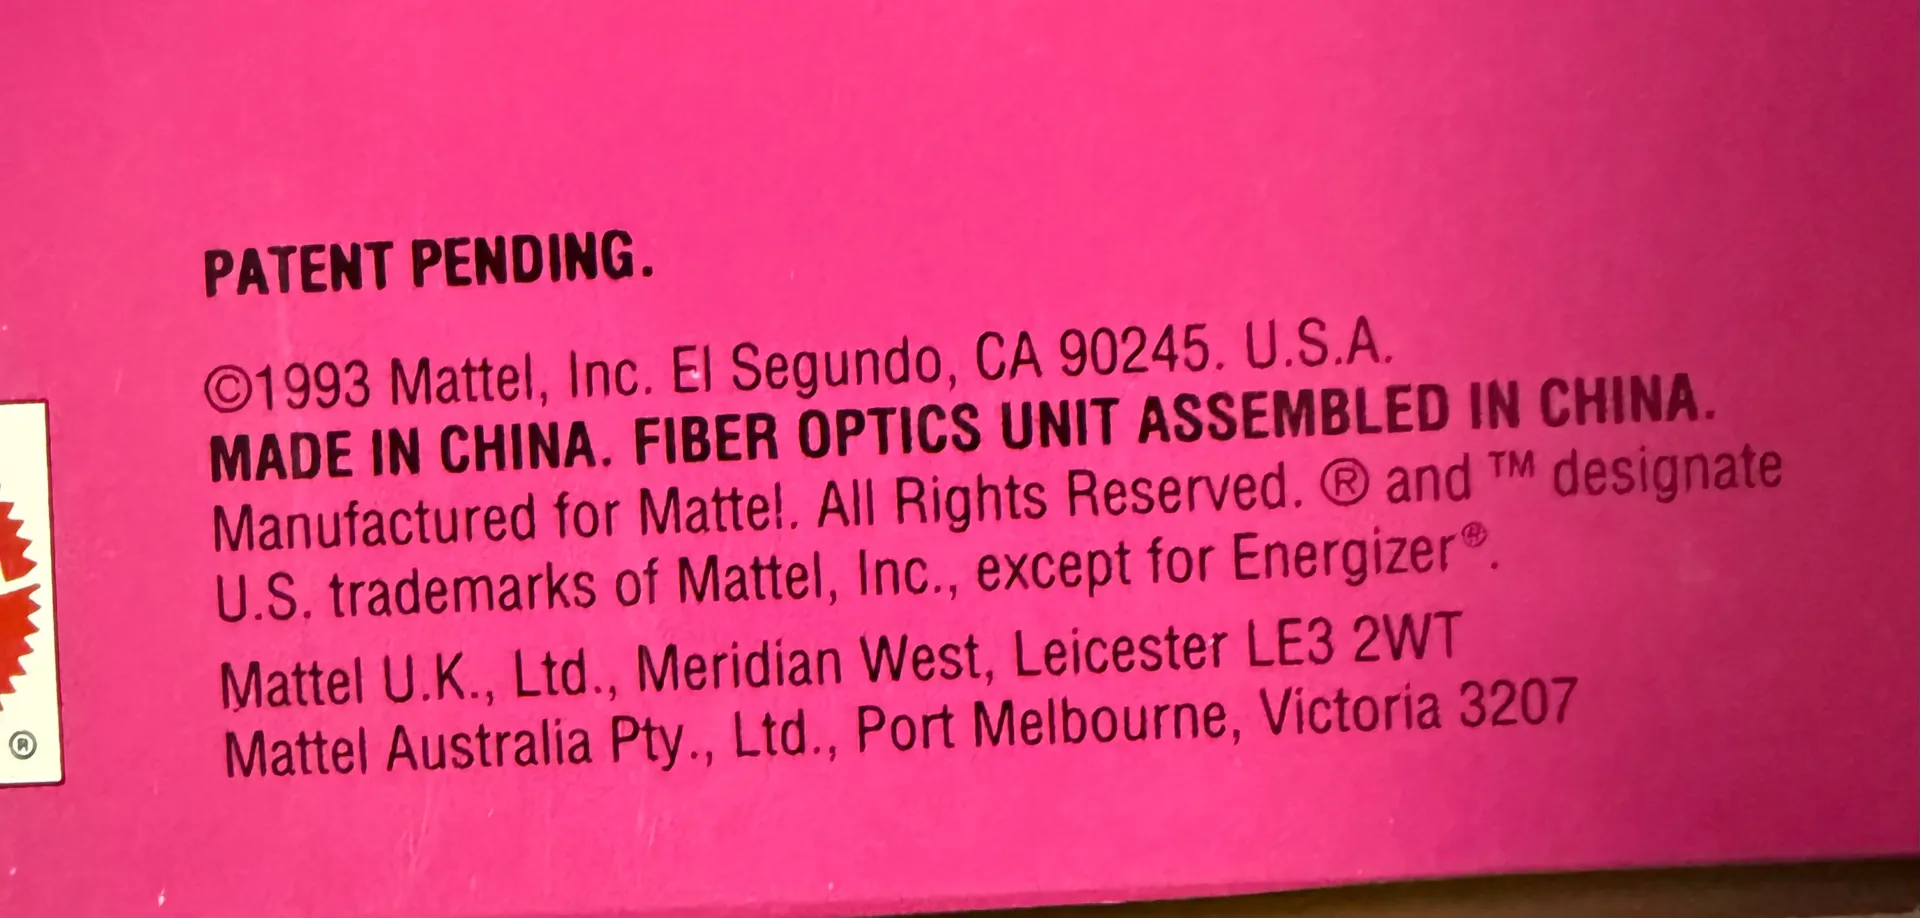 PATENT PENDING.
©1993 Mattel, Inc. El Segundo, CA 90245. U.S.A.
MADE IN CHINA. FIBER OPTICS UNIT ASSEMBLED IN CHINA.
Manufactured for Mattel. All Rights Reserved. ® and ™ designate
U.S. trademarks of Mattel, Inc., except for Energizer®.
Mattel U.K., Ltd., Meridian West, Leicester LE3 2WT
Mattel Australia Pty., Ltd., Port Melbourne, Victoria 3207
®